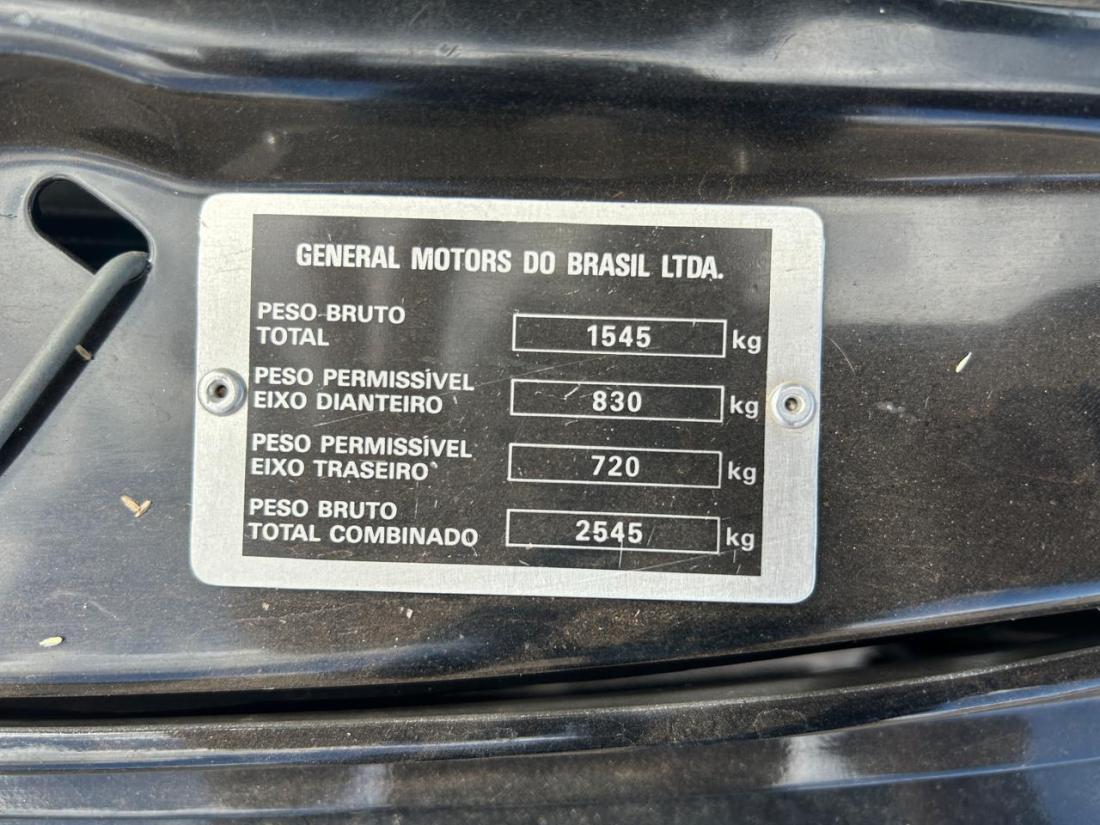 GENERAL MOTORS DO BRASIL LTDA.
PESO BRUTO
TOTAL 1545 kg
PESO PERMISSÍVEL
EIXO DIANTEIRO 830 kg
PESO PERMISSÍVEL
EIXO TRASEIRO 720 kg
PESO BRUTO
TOTAL COMBINADO 2545 kg